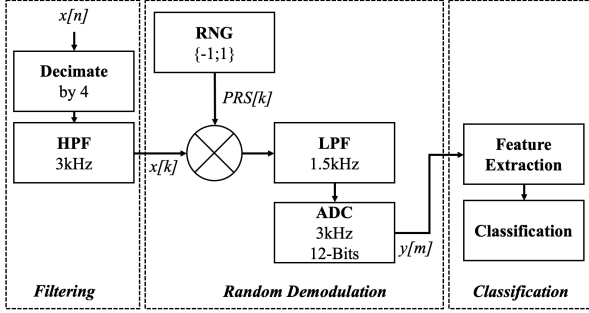 x[n]
Decimate
by 4
HPF
3kHz
x[k]
Filtering
RNG
{-1;1}
PRS[k]
LPF
1.5kHz
ADC
3kHz
12-Bits
y[m]
Random Demodulation
Feature
Extraction
Classification
Classification